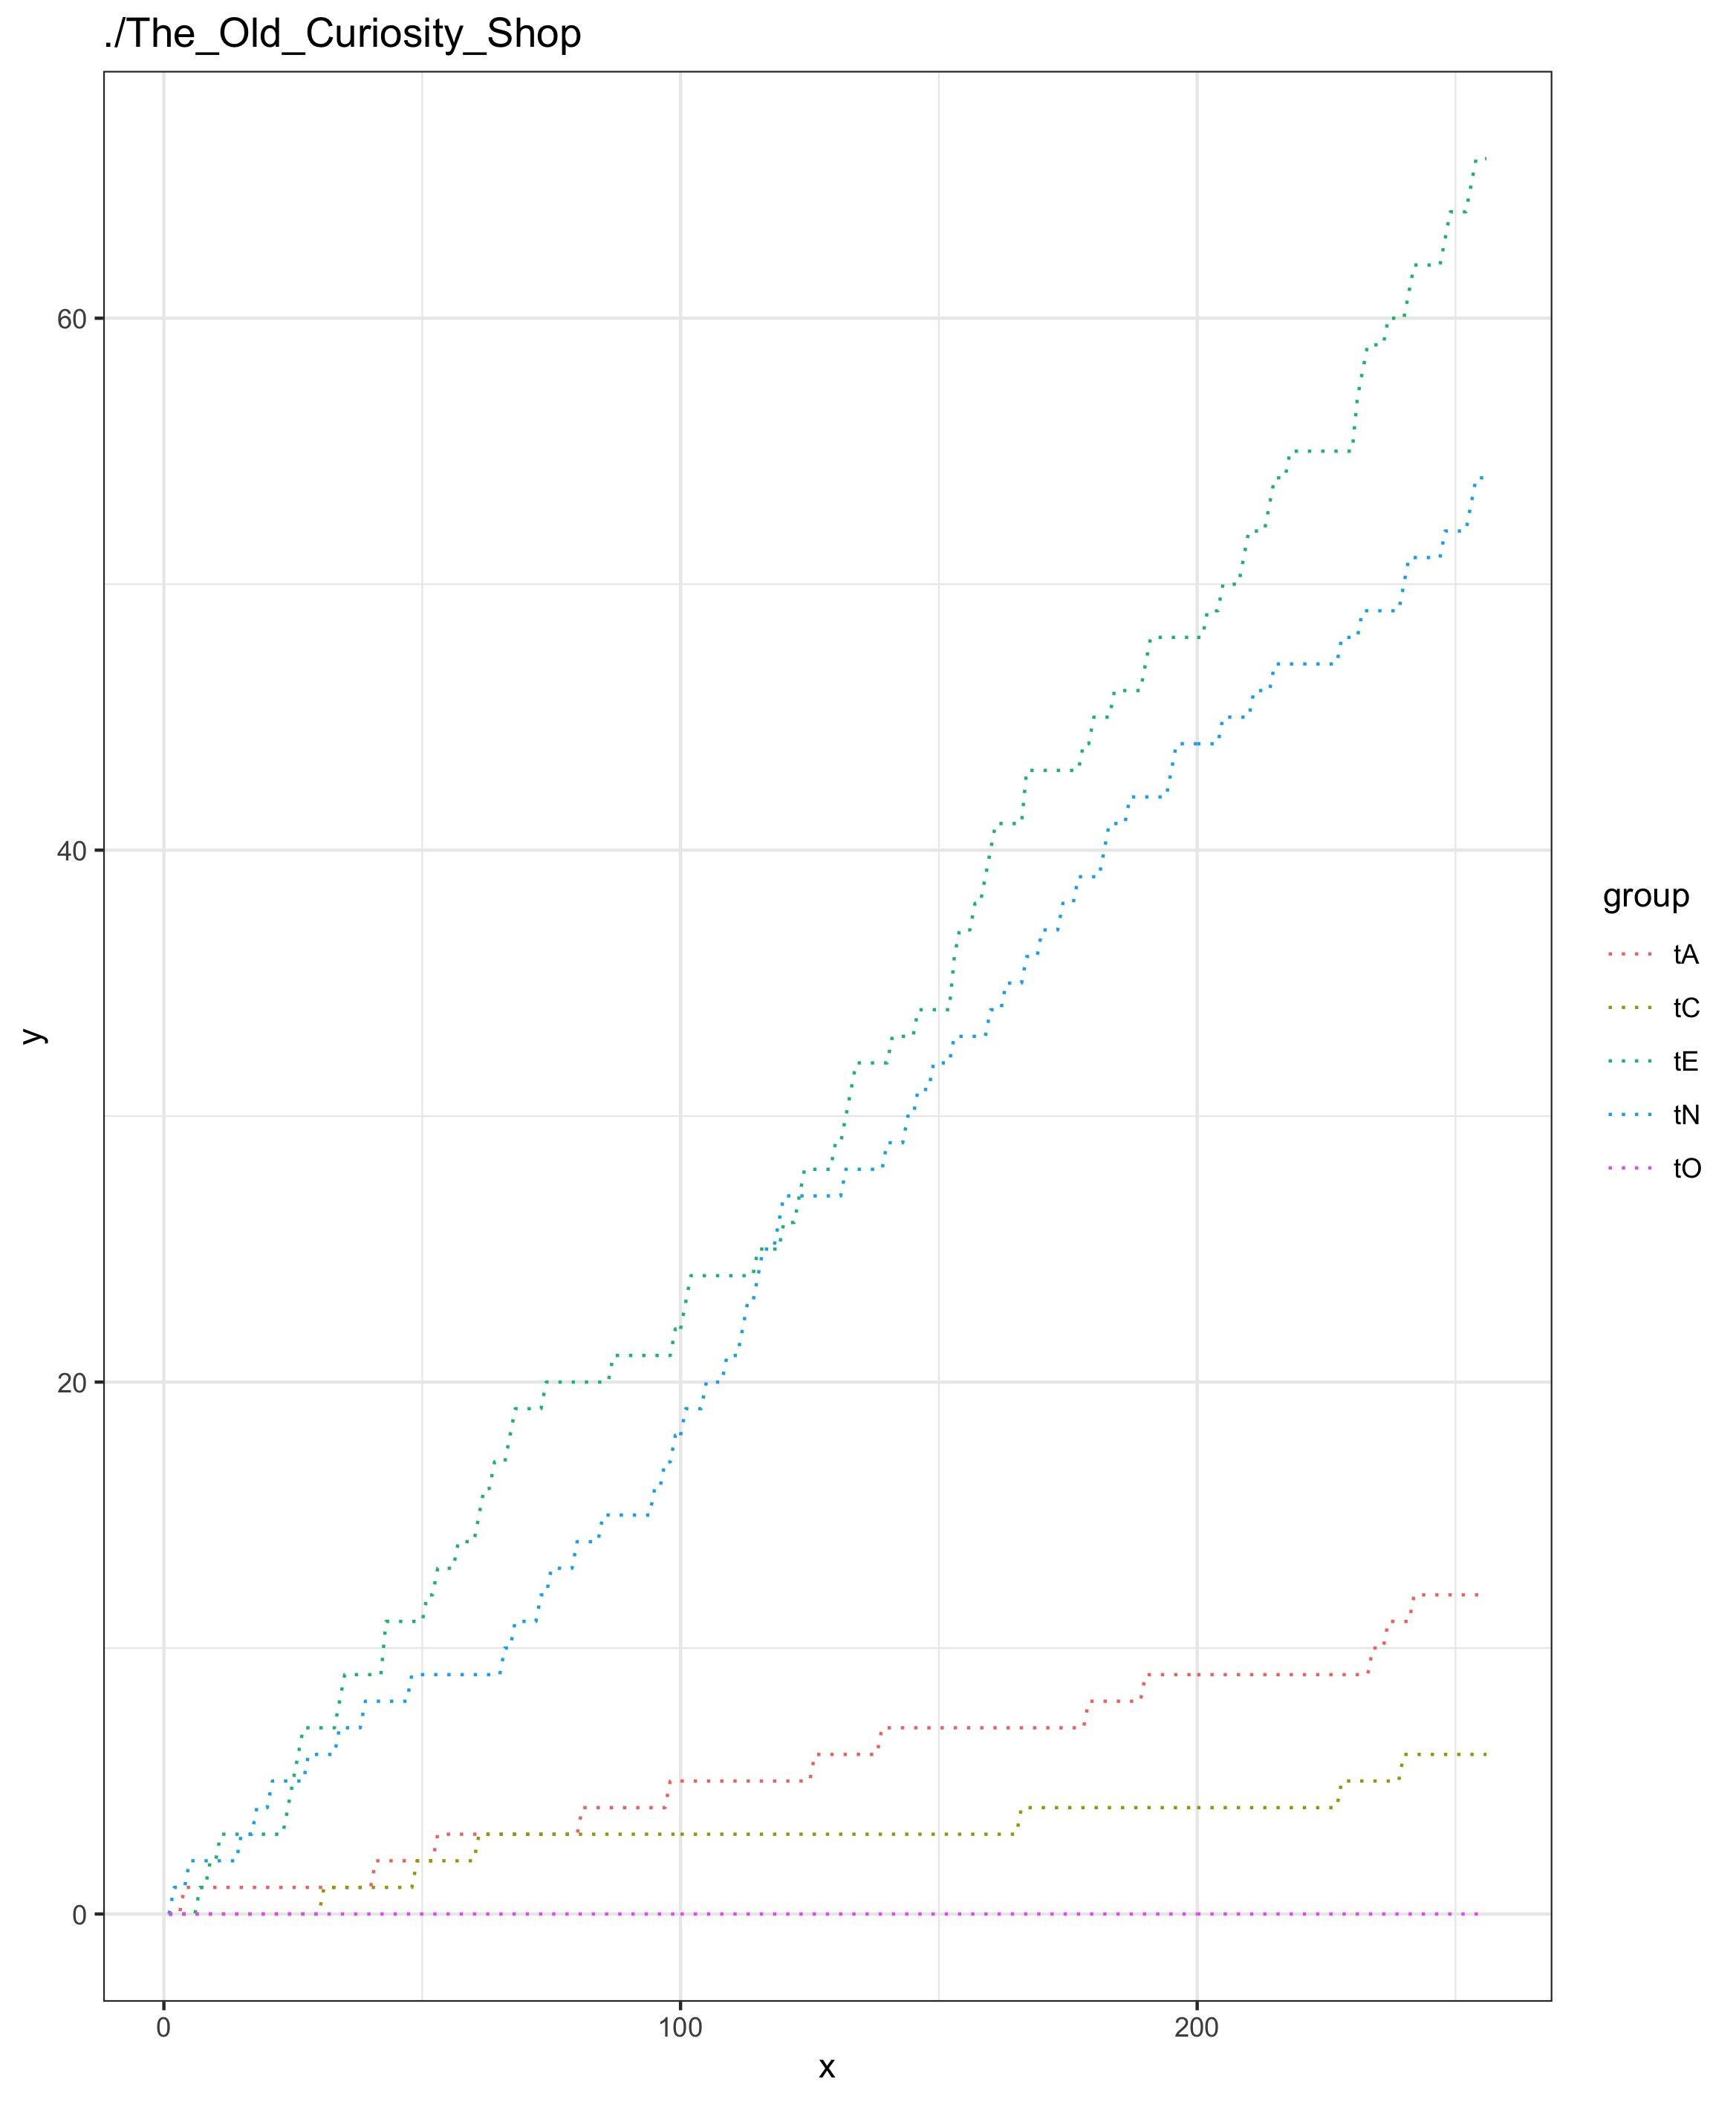 ./The_Old_Curiosity_Shop
60
40
20
0
y
0 100 200
x
group
tA
tC
tE
tN
tO